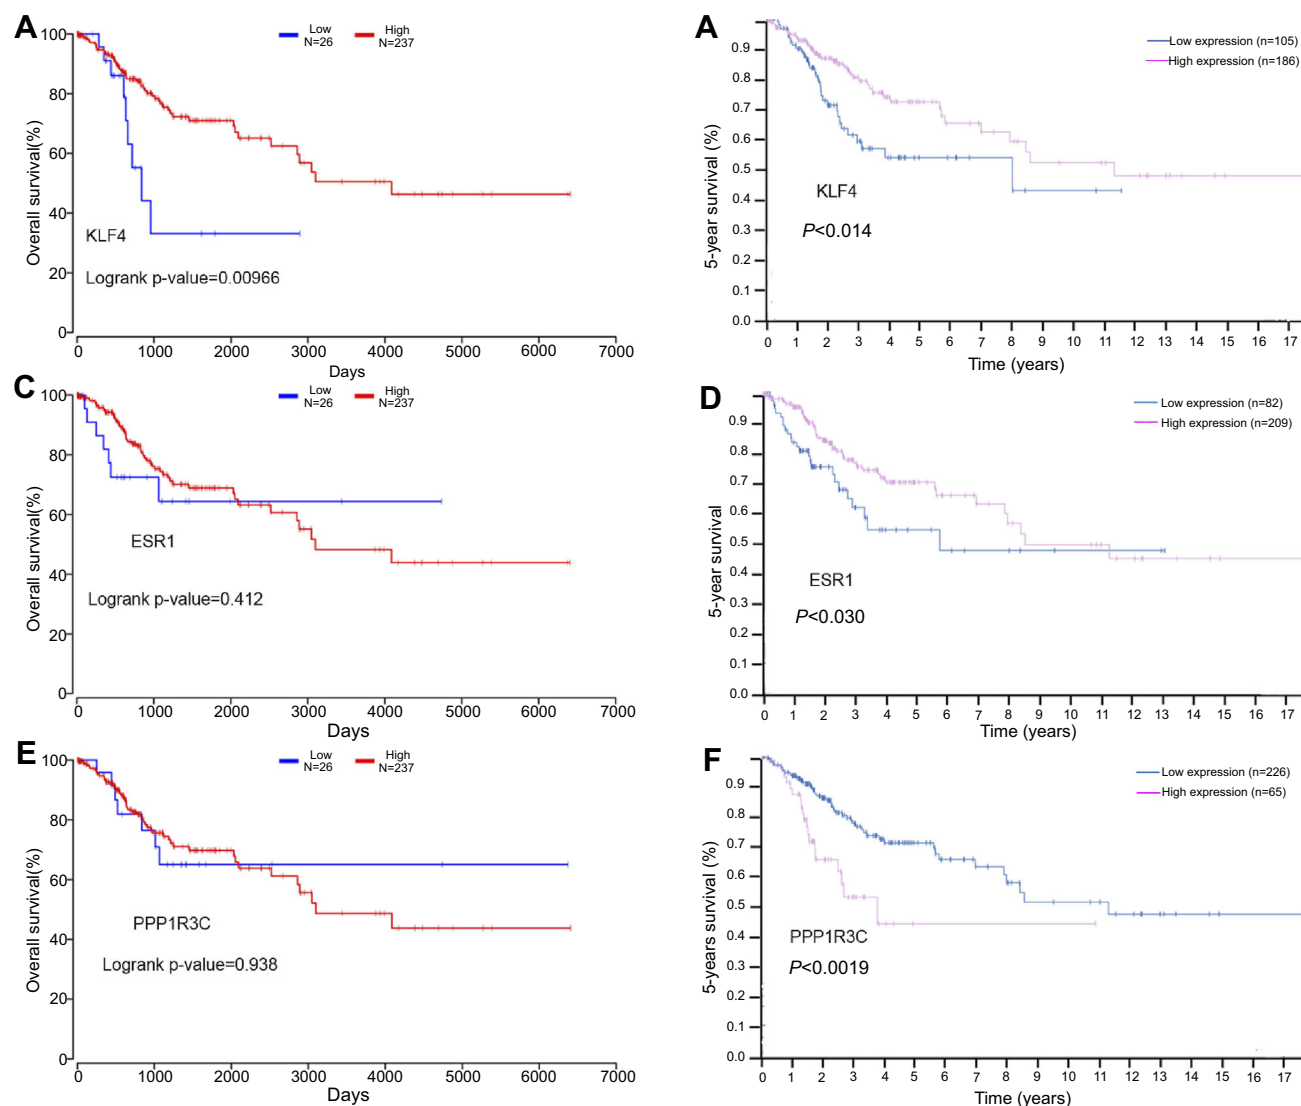 A
Low
N=26
High
N=237
Overall survival(%)
100
80
60
40
20
0
KLF4
Logrank p-value=0.00966
0 1000 2000 3000 4000 5000 6000 7000
Days
A
Low expression (n=105)
High expression (n=186)
5-year survival (%)
0.9
0.8
0.7
0.6
0.5
0.4
0.3
0.2
0.1
0.0
KLF4
P<0.014
0 1 2 3 4 5 6 7 8 9 10 11 12 13 14 15 16 17
Time (years)
C
Low
N=26
High
N=237
Overall survival(%)
100
80
60
40
20
0
ESR1
Logrank p-value=0.412
0 1000 2000 3000 4000 5000 6000 7000
Days
D
Low expression (n=82)
High expression (n=209)
5-year survival
0.9
0.8
0.7
0.6
0.5
0.4
0.3
0.2
0.1
0.0
ESR1
P<0.030
0 1 2 3 4 5 6 7 8 9 10 11 12 13 14 15 16 17
Time (years)
E
Low
N=26
High
N=237
Overall survival(%)
100
80
60
40
20
0
PPP1R3C
Logrank p-value=0.938
0 1000 2000 3000 4000 5000 6000 7000
Days
F
Low expression (n=226)
High expression (n=65)
5-years survival (%)
0.9
0.8
0.7
0.6
0.5
0.4
0.3
0.2
0.1
0.0
PPP1R3C
P<0.0019
0 1 2 3 4 5 6 7 8 9 10 11 12 13 14 15 16 17
Time (years)